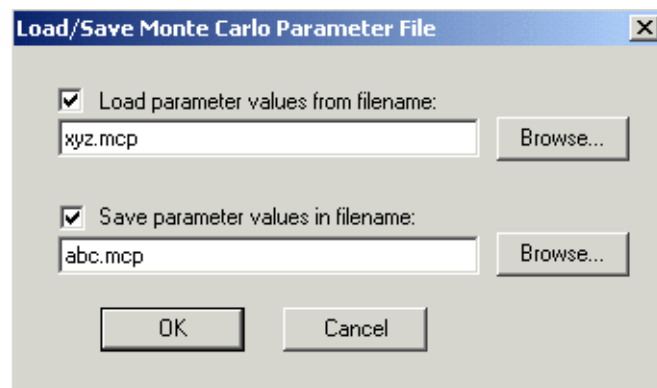 Load/Save Monte Carlo Parameter File
Load parameter values from filename:
xyz.mcp
Browse...
Save parameter values in filename:
abc.mcp
Browse...
OK
Cancel